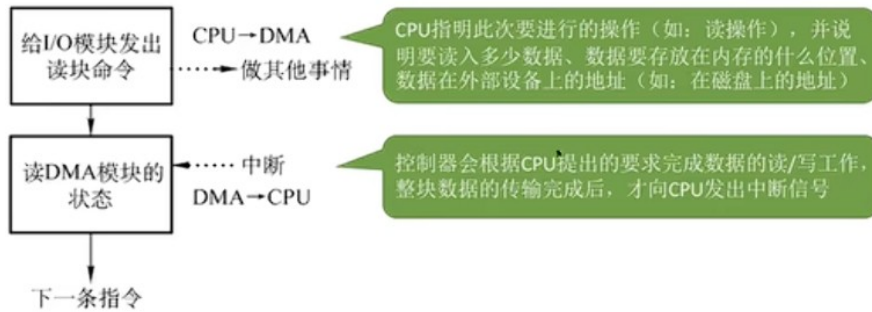 给I/O模块发出
读块命令
CPU→DMA
做其他事情
CPU指明此次要进行的操作（如：读操作），并说
明要读入多少数据、数据要存放在内存的什么位置、
数据在外部设备上的地址（如：在磁盘上的地址）
读DMA模块的
状态
中断
DMA→CPU
控制器会根据CPU提出的要求完成数据的读/写工作，
整块数据的传输完成后，才向CPU发出中断信号
下一条指令